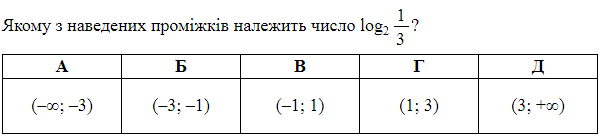 Якому з наведених проміжків належить число log₂ 1/3?
А Б В Г Д
(–∞; –3) (–3; –1) (–1; 1) (1; 3) (3; +∞)